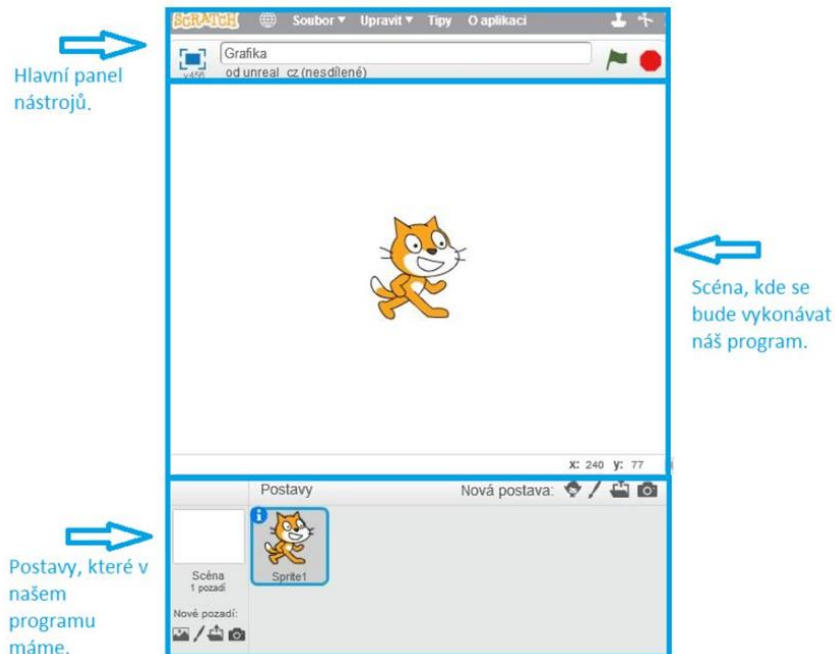 SCRATCH Soubor Upravit Tipy O aplikaci
Grafika
v456 od unreal_cz (nesdílené)
Hlavní panel
nástrojů.
Scéna, kde se
bude vykonávat
náš program.
x: 240 y: 77
Postavy Nová postava:
Scéna
1 pozadí
Sprite1
Nové pozadí:
Postavy, které v
našem
programu
máme.